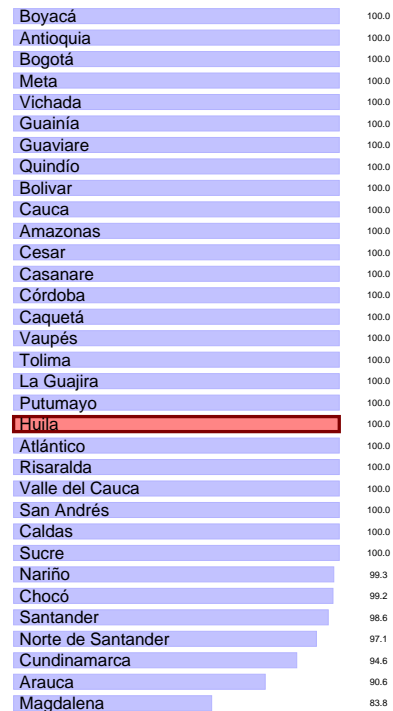 Boyacá 100.0
Antioquia 100.0
Bogotá 100.0
Meta 100.0
Vichada 100.0
Guainía 100.0
Guaviare 100.0
Quindío 100.0
Bolivar 100.0
Cauca 100.0
Amazonas 100.0
Cesar 100.0
Casanare 100.0
Córdoba 100.0
Caquetá 100.0
Vaupés 100.0
Tolima 100.0
La Guajira 100.0
Putumayo 100.0
Huila 100.0
Atlántico 100.0
Risaralda 100.0
Valle del Cauca 100.0
San Andrés 100.0
Caldas 100.0
Sucre 100.0
Nariño 99.3
Chocó 99.2
Santander 98.6
Norte de Santander 97.1
Cundinamarca 94.6
Arauca 90.6
Magdalena 83.8